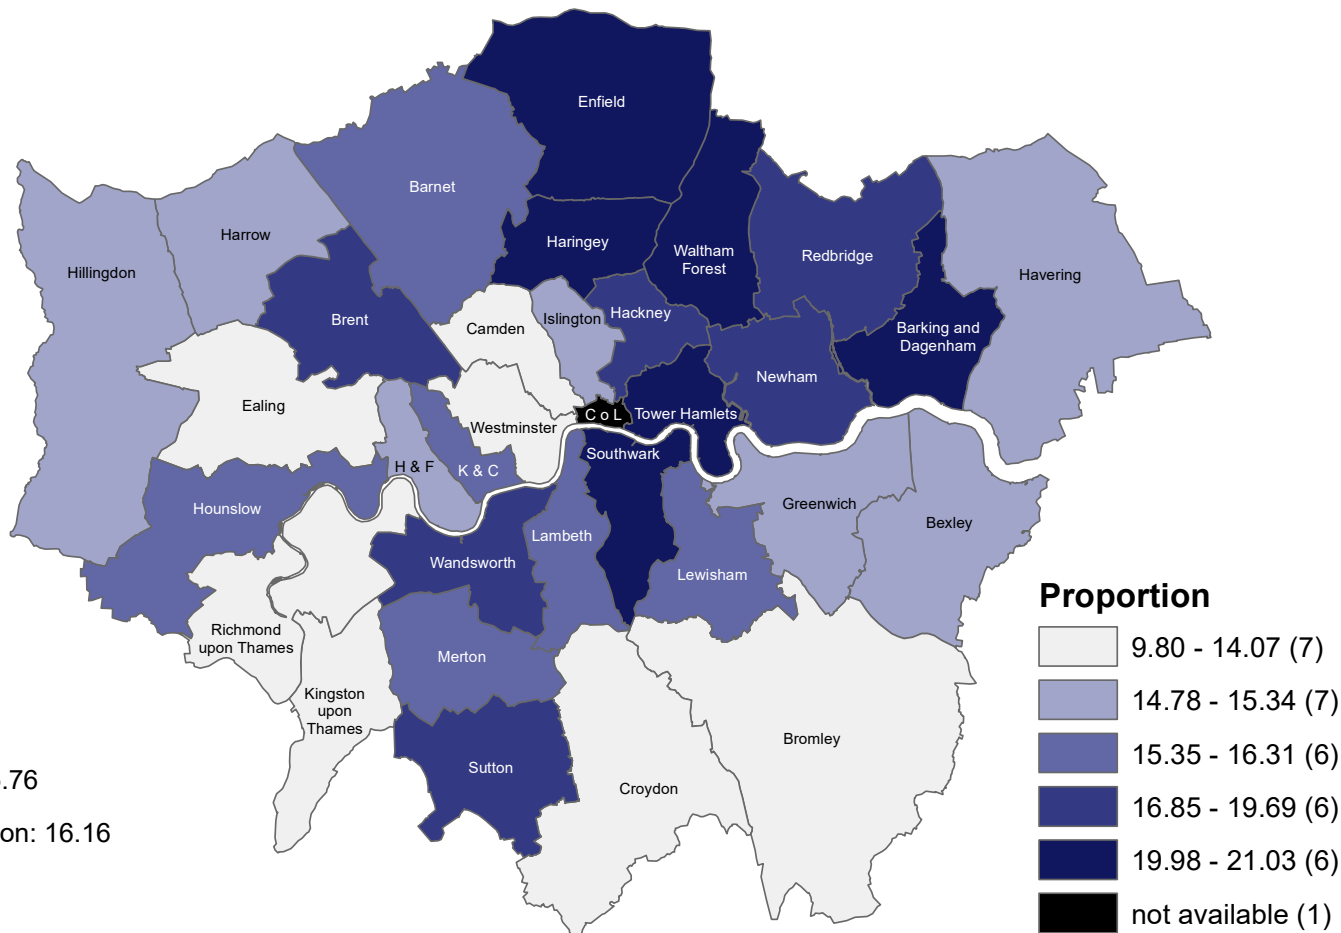 Enfield
Barnet
Harrow
Haringey
Waltham
Forest
Redbridge
Hillingdon
Havering
Brent
Camden
Islington
Hackney
Barking and
Dagenham
Newham
Ealing
Westminster
C o L
Tower Hamlets
H & F
K & C
Southwark
Hounslow
Greenwich
Bexley
Lambeth
Wandsworth
Lewisham
Richmond
upon Thames
Merton
Kingston
upon
Thames
Sutton
Croydon
Bromley
.76
on: 16.16
Proportion
9.80 - 14.07 (7)
14.78 - 15.34 (7)
15.35 - 16.31 (6)
16.85 - 19.69 (6)
19.98 - 21.03 (6)
not available (1)